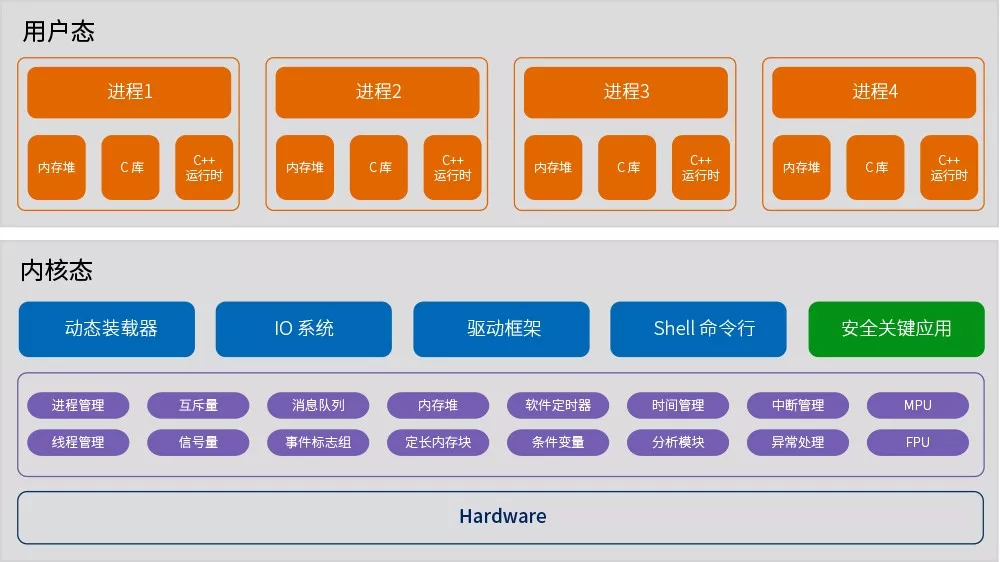 用户态
进程1
进程2
进程3
进程4
内存堆
C 库
C++
运行时
内存堆
C 库
C++
运行时
内存堆
C 库
C++
运行时
内存堆
C 库
C++
运行时
内核态
动态装载器
IO 系统
驱动框架
Shell 命令行
安全关键应用
进程管理
互斥量
消息队列
内存堆
软件定时器
时间管理
中断管理
MPU
线程管理
信号量
事件标志组
定长内存块
条件变量
分析模块
异常处理
FPU
Hardware